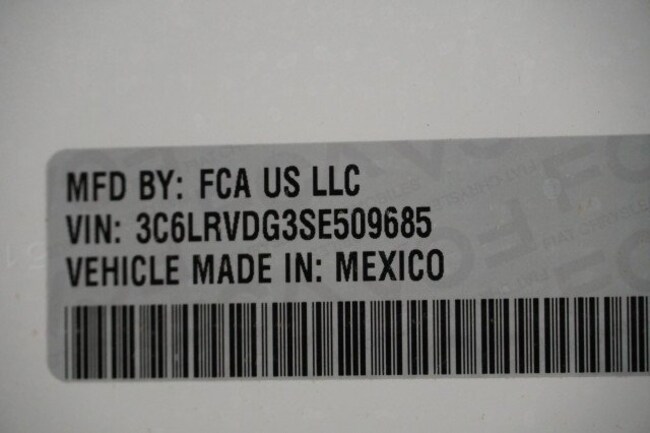 MFD BY: FCA US LLC
VIN: 3C6LRVDG3SE509685
VEHICLE MADE IN: MEXICO